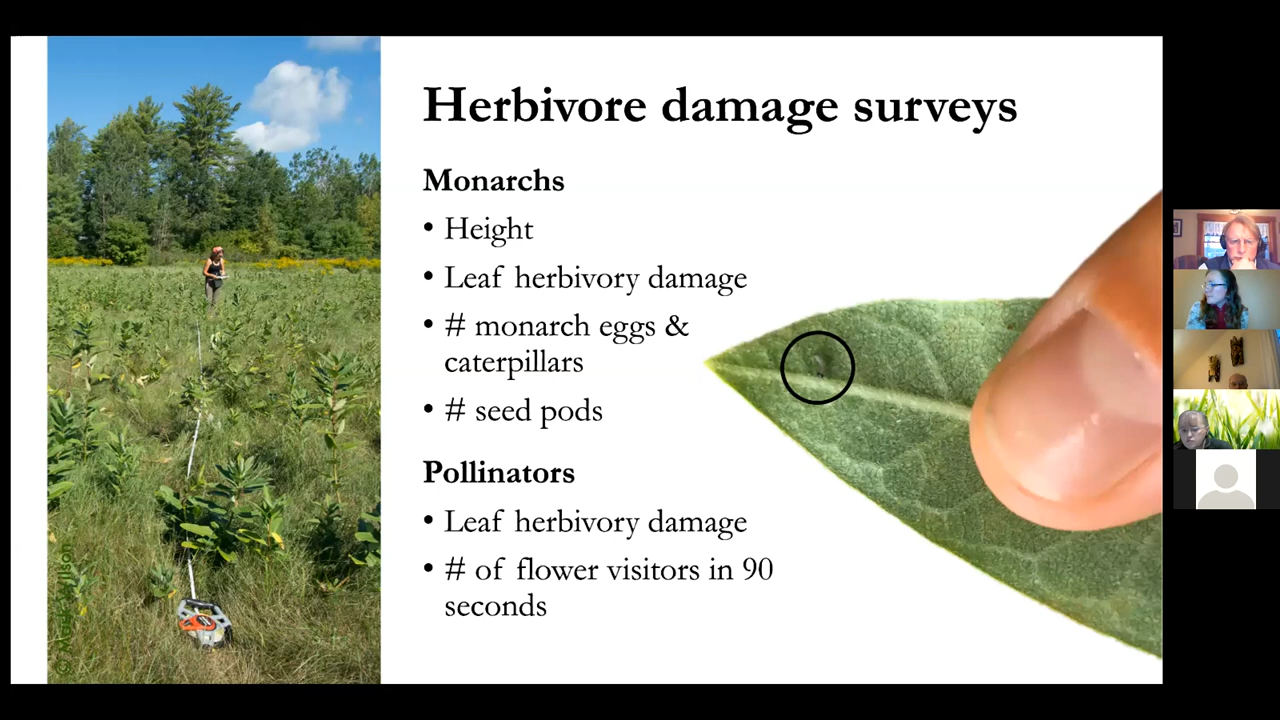 Herbivore damage surveys
Monarchs
• Height
• Leaf herbivory damage
• # monarch eggs &
caterpillars
• # seed pods
Pollinators
• Leaf herbivory damage
• # of flower visitors in 90
seconds